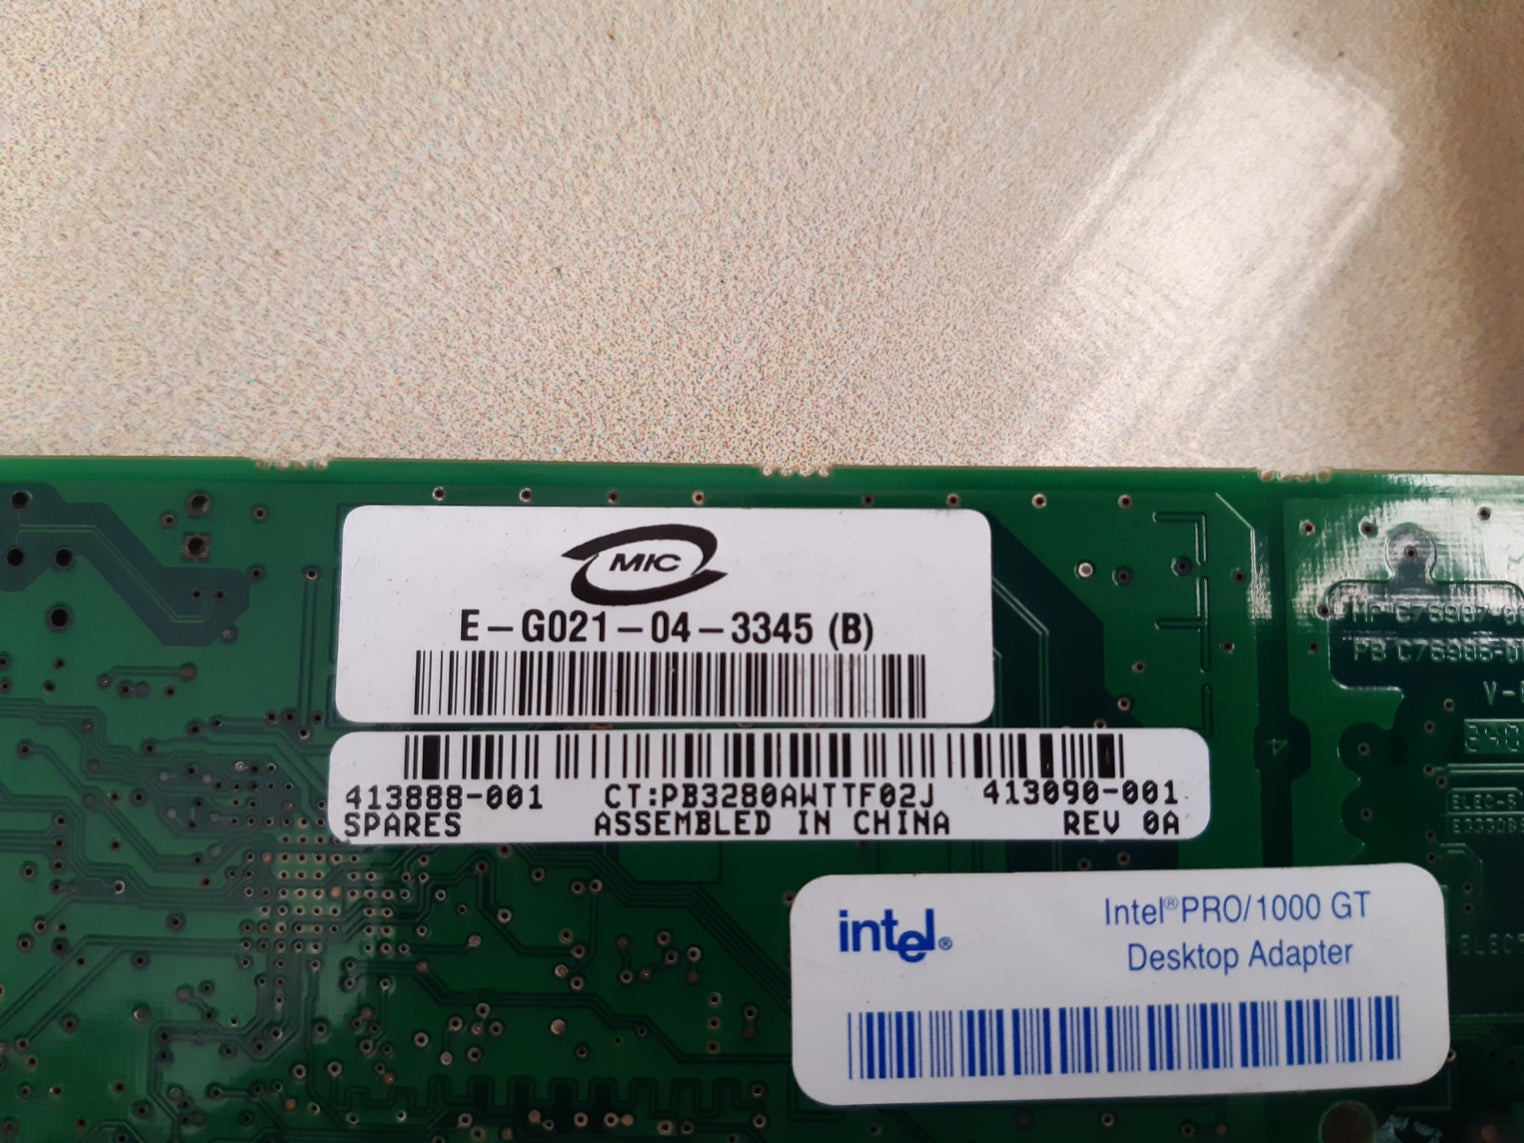 MIC
E-G021-04-3345 (B)
413888-001 CT:PB3280AWTTF02J 413090-001
SPARES ASSEMBLED IN CHINA REV 0A
intel®
Intel® PRO/1000 GT
Desktop Adapter